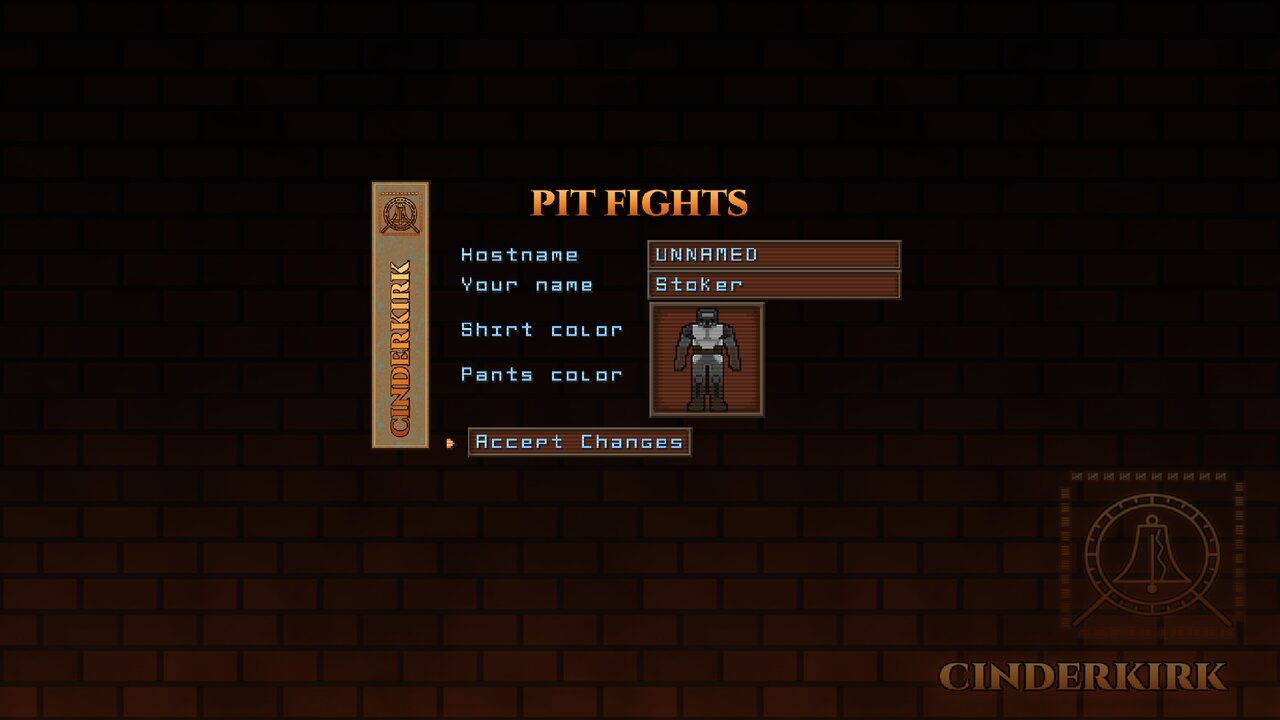 PIT FIGHTS
CINDERKIRK
Hostname UNNAMED
Your name Stoker
Shirt color
Pants color
Accept Changes
CINDERKIRK